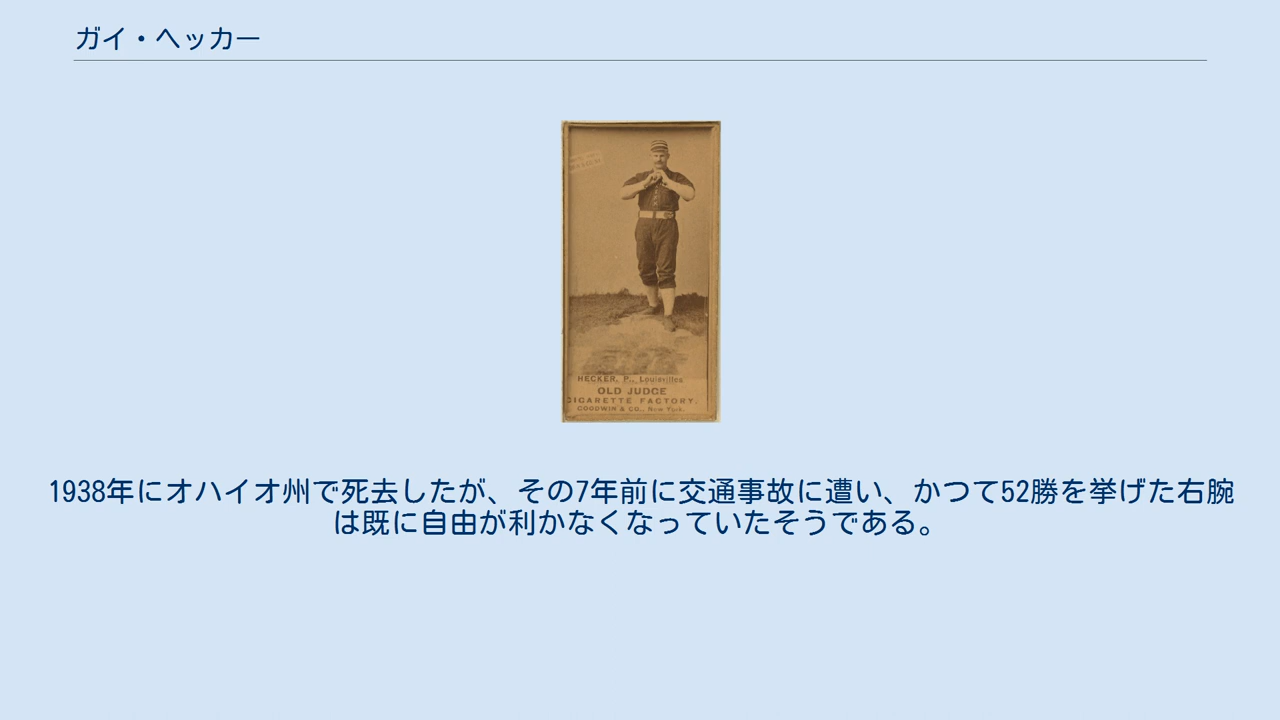 ガイ・ヘッカー
HECKER, P., Louisvilles
OLD JUDGE
CIGARETTE FACTORY.
GOODWIN & CO., New York.
1938年にオハイオ州で死去したが、その7年前に交通事故に遭い、かつて52勝を挙げた右腕
は既に自由が利かなくなっていたそうである。